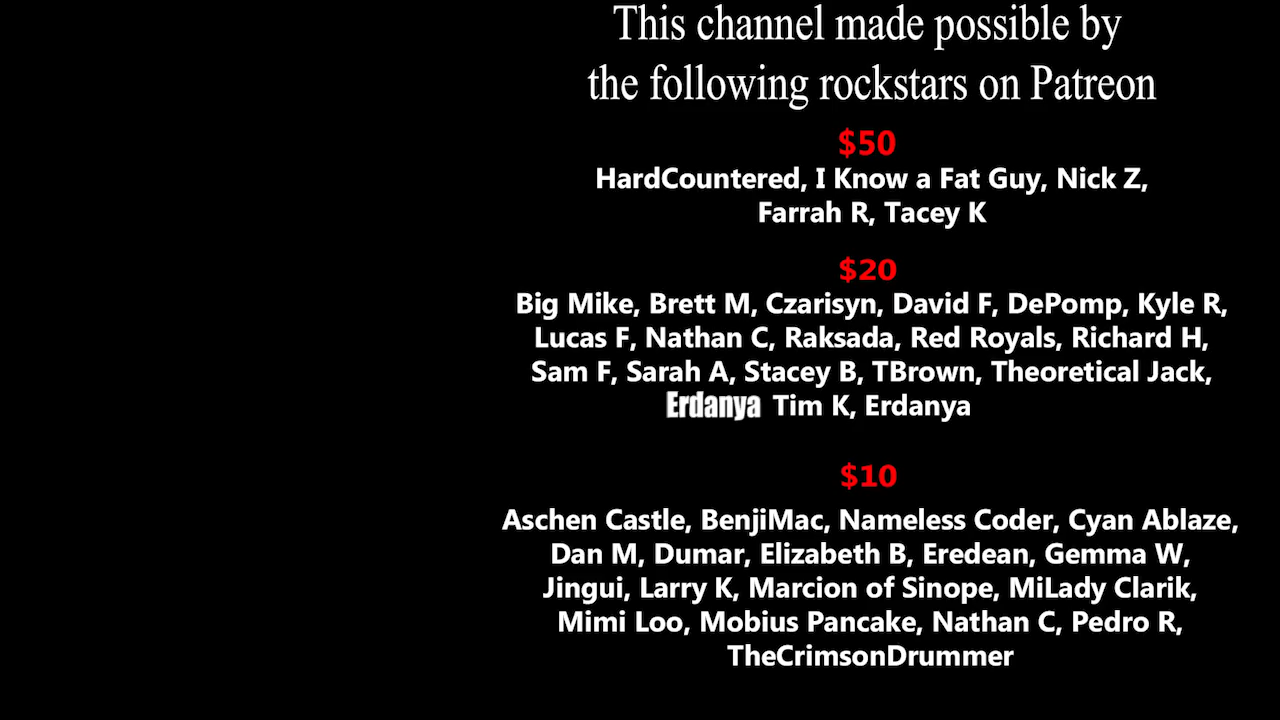 This channel made possible by
the following rockstars on Patreon
$50
HardCountered, I Know a Fat Guy, Nick Z,
Farrah R, Tacey K
$20
Big Mike, Brett M, Czarisyn, David F, DePomp, Kyle R,
Lucas F, Nathan C, Raksada, Red Royals, Richard H,
Sam F, Sarah A, Stacey B, TBrown, Theoretical Jack,
Erdanya Tim K, Erdanya
$10
Aschen Castle, BenjiMac, Nameless Coder, Cyan Ablaze,
Dan M, Dumar, Elizabeth B, Eredean, Gemma W,
Jingui, Larry K, Marcion of Sinope, MiLady Clarik,
Mimi Loo, Mobius Pancake, Nathan C, Pedro R,
TheCrimsonDrummer